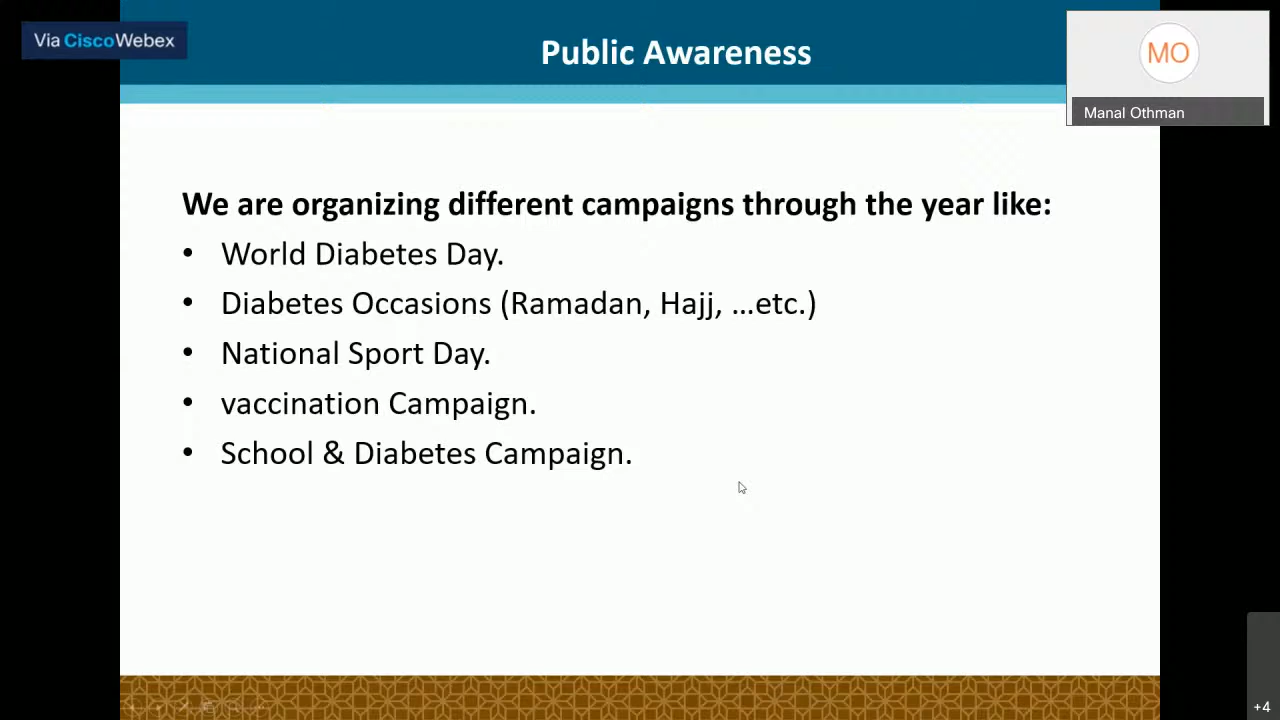 Via CiscoWebex
Public Awareness
MO
Manal Othman
We are organizing different campaigns through the year like:
• World Diabetes Day.
• Diabetes Occasions (Ramadan, Hajj, ...etc.)
• National Sport Day.
• vaccination Campaign.
• School & Diabetes Campaign.
+4